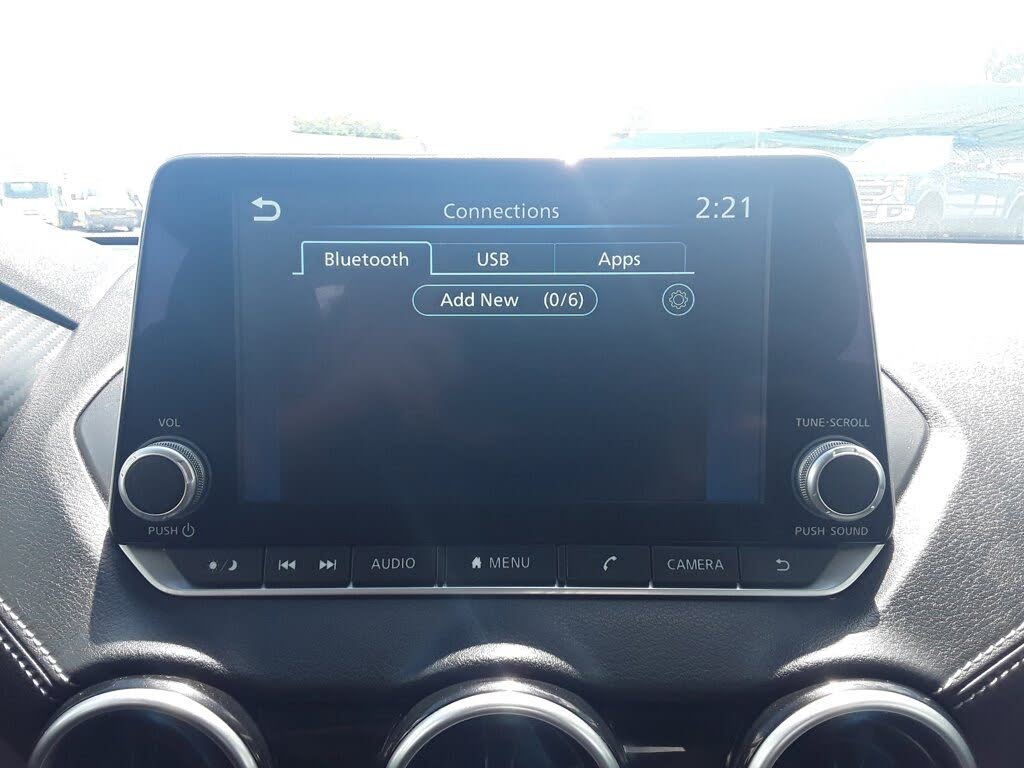 Connections 2:21
Bluetooth USB Apps
Add New (0/6)
VOL TUNE·SCROLL
PUSH PUSH SOUND
AUDIO MENU CAMERA